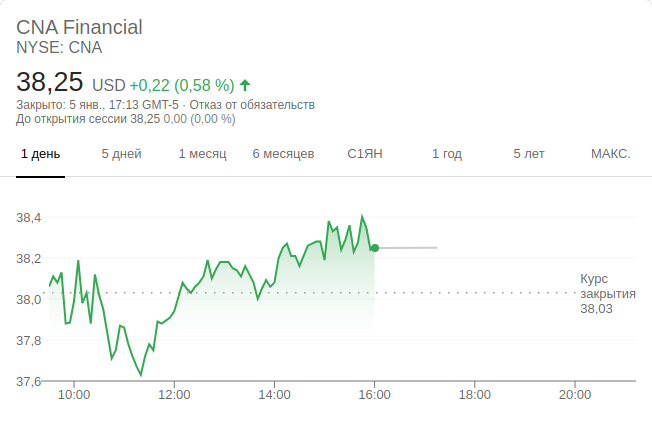 CNA Financial
NYSE: CNA
38,25 USD +0,22 (0,58 %)
Закрыто: 5 янв., 17:13 GMT-5 · Отказ от обязательств
До открытия сессии 38,25 0,00 (0,00 %)
1 день 5 дней 1 месяц 6 месяцев С1ЯН 1 год 5 лет МАКС.
38,4
38,2
38,0
37,8
37,6
Курс
закрытия
38,03
10:00 12:00 14:00 16:00 18:00 20:00